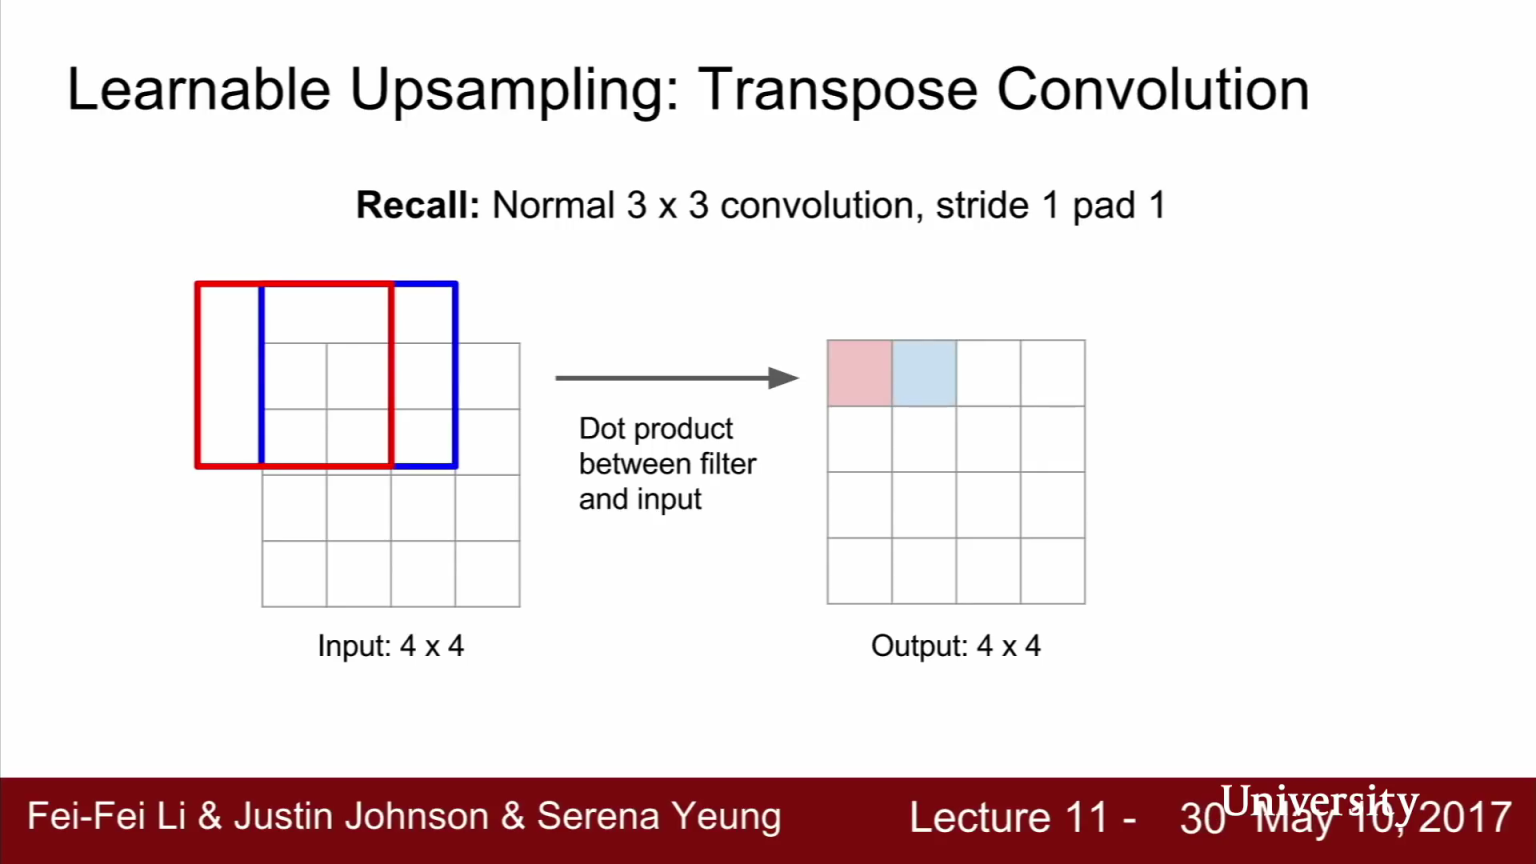 Learnable Upsampling: Transpose Convolution
Recall: Normal 3 x 3 convolution, stride 1 pad 1
Dot product
between filter
and input
Input: 4 x 4
Output: 4 x 4
Fei-Fei Li & Justin Johnson & Serena Yeung
Lecture 11 - 30
University
May 10, 2017